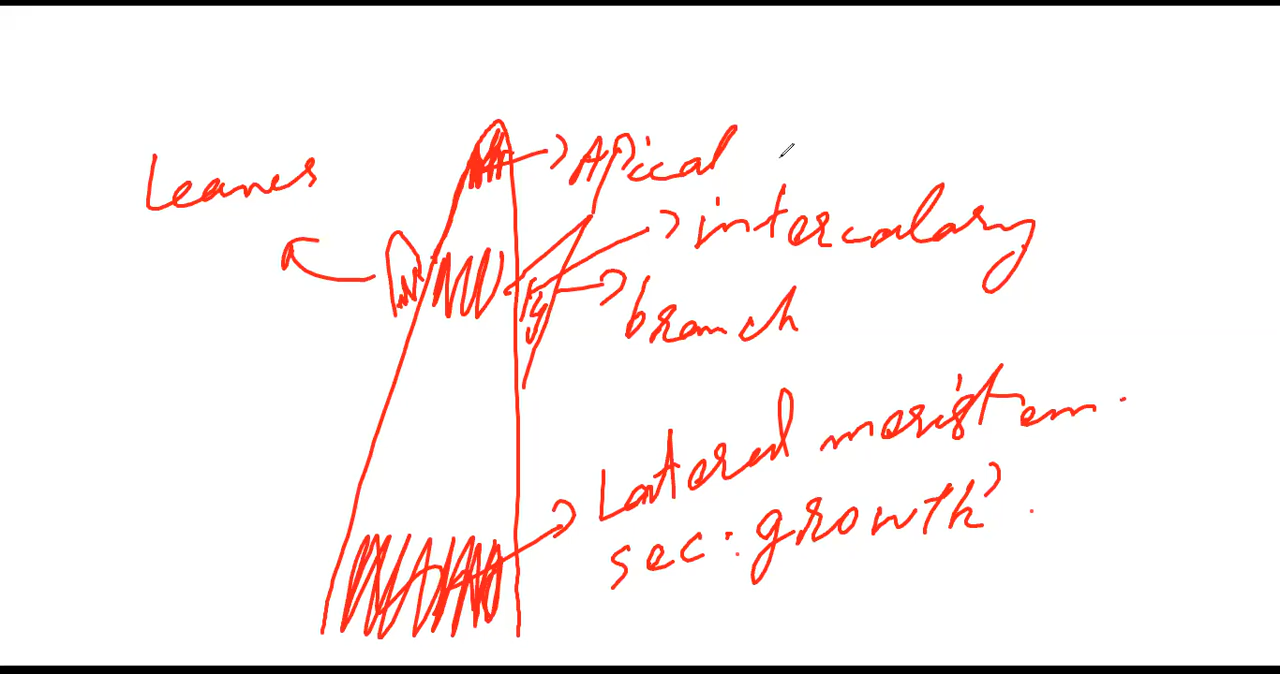 Leaves
Apical
intercalary
branch
Lateral meristem.
sec. growth.